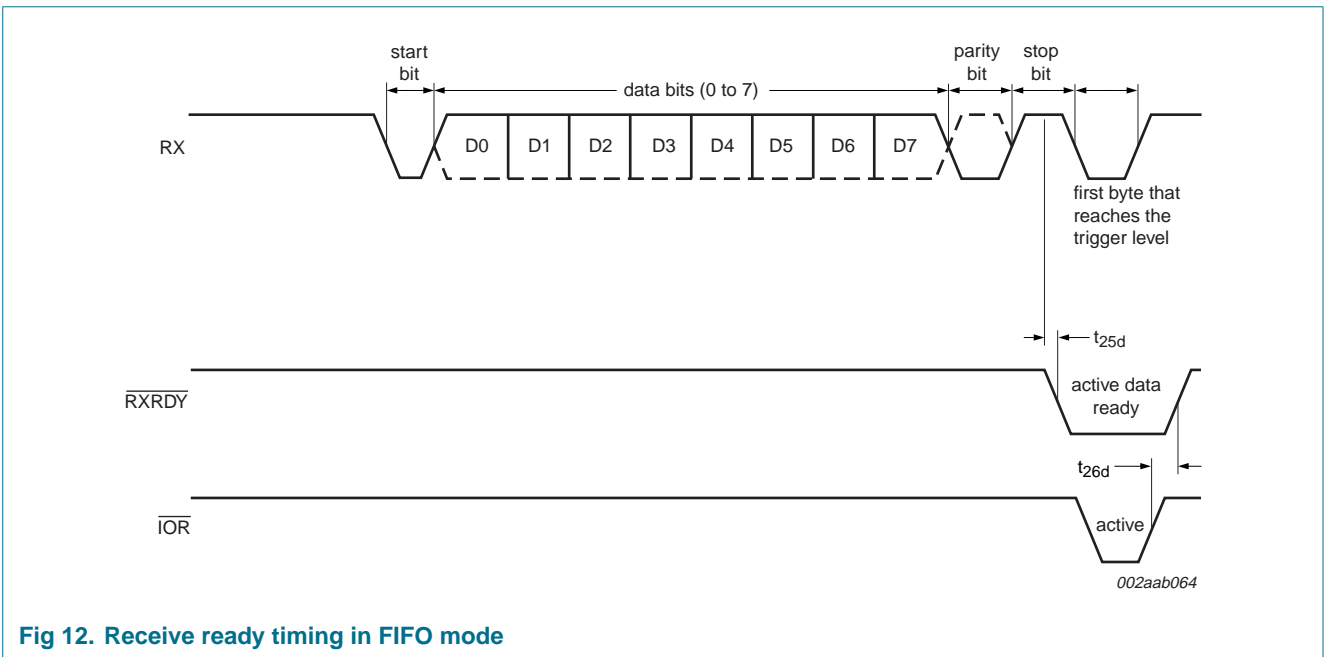 start
bit
data bits (0 to 7)
parity
bit
stop
bit
RX
D0 D1 D2 D3 D4 D5 D6 D7
first byte that
reaches the
trigger level
t25d
RXRDY
active data
ready
t26d
IOR
active
002aab064
Fig 12. Receive ready timing in FIFO mode